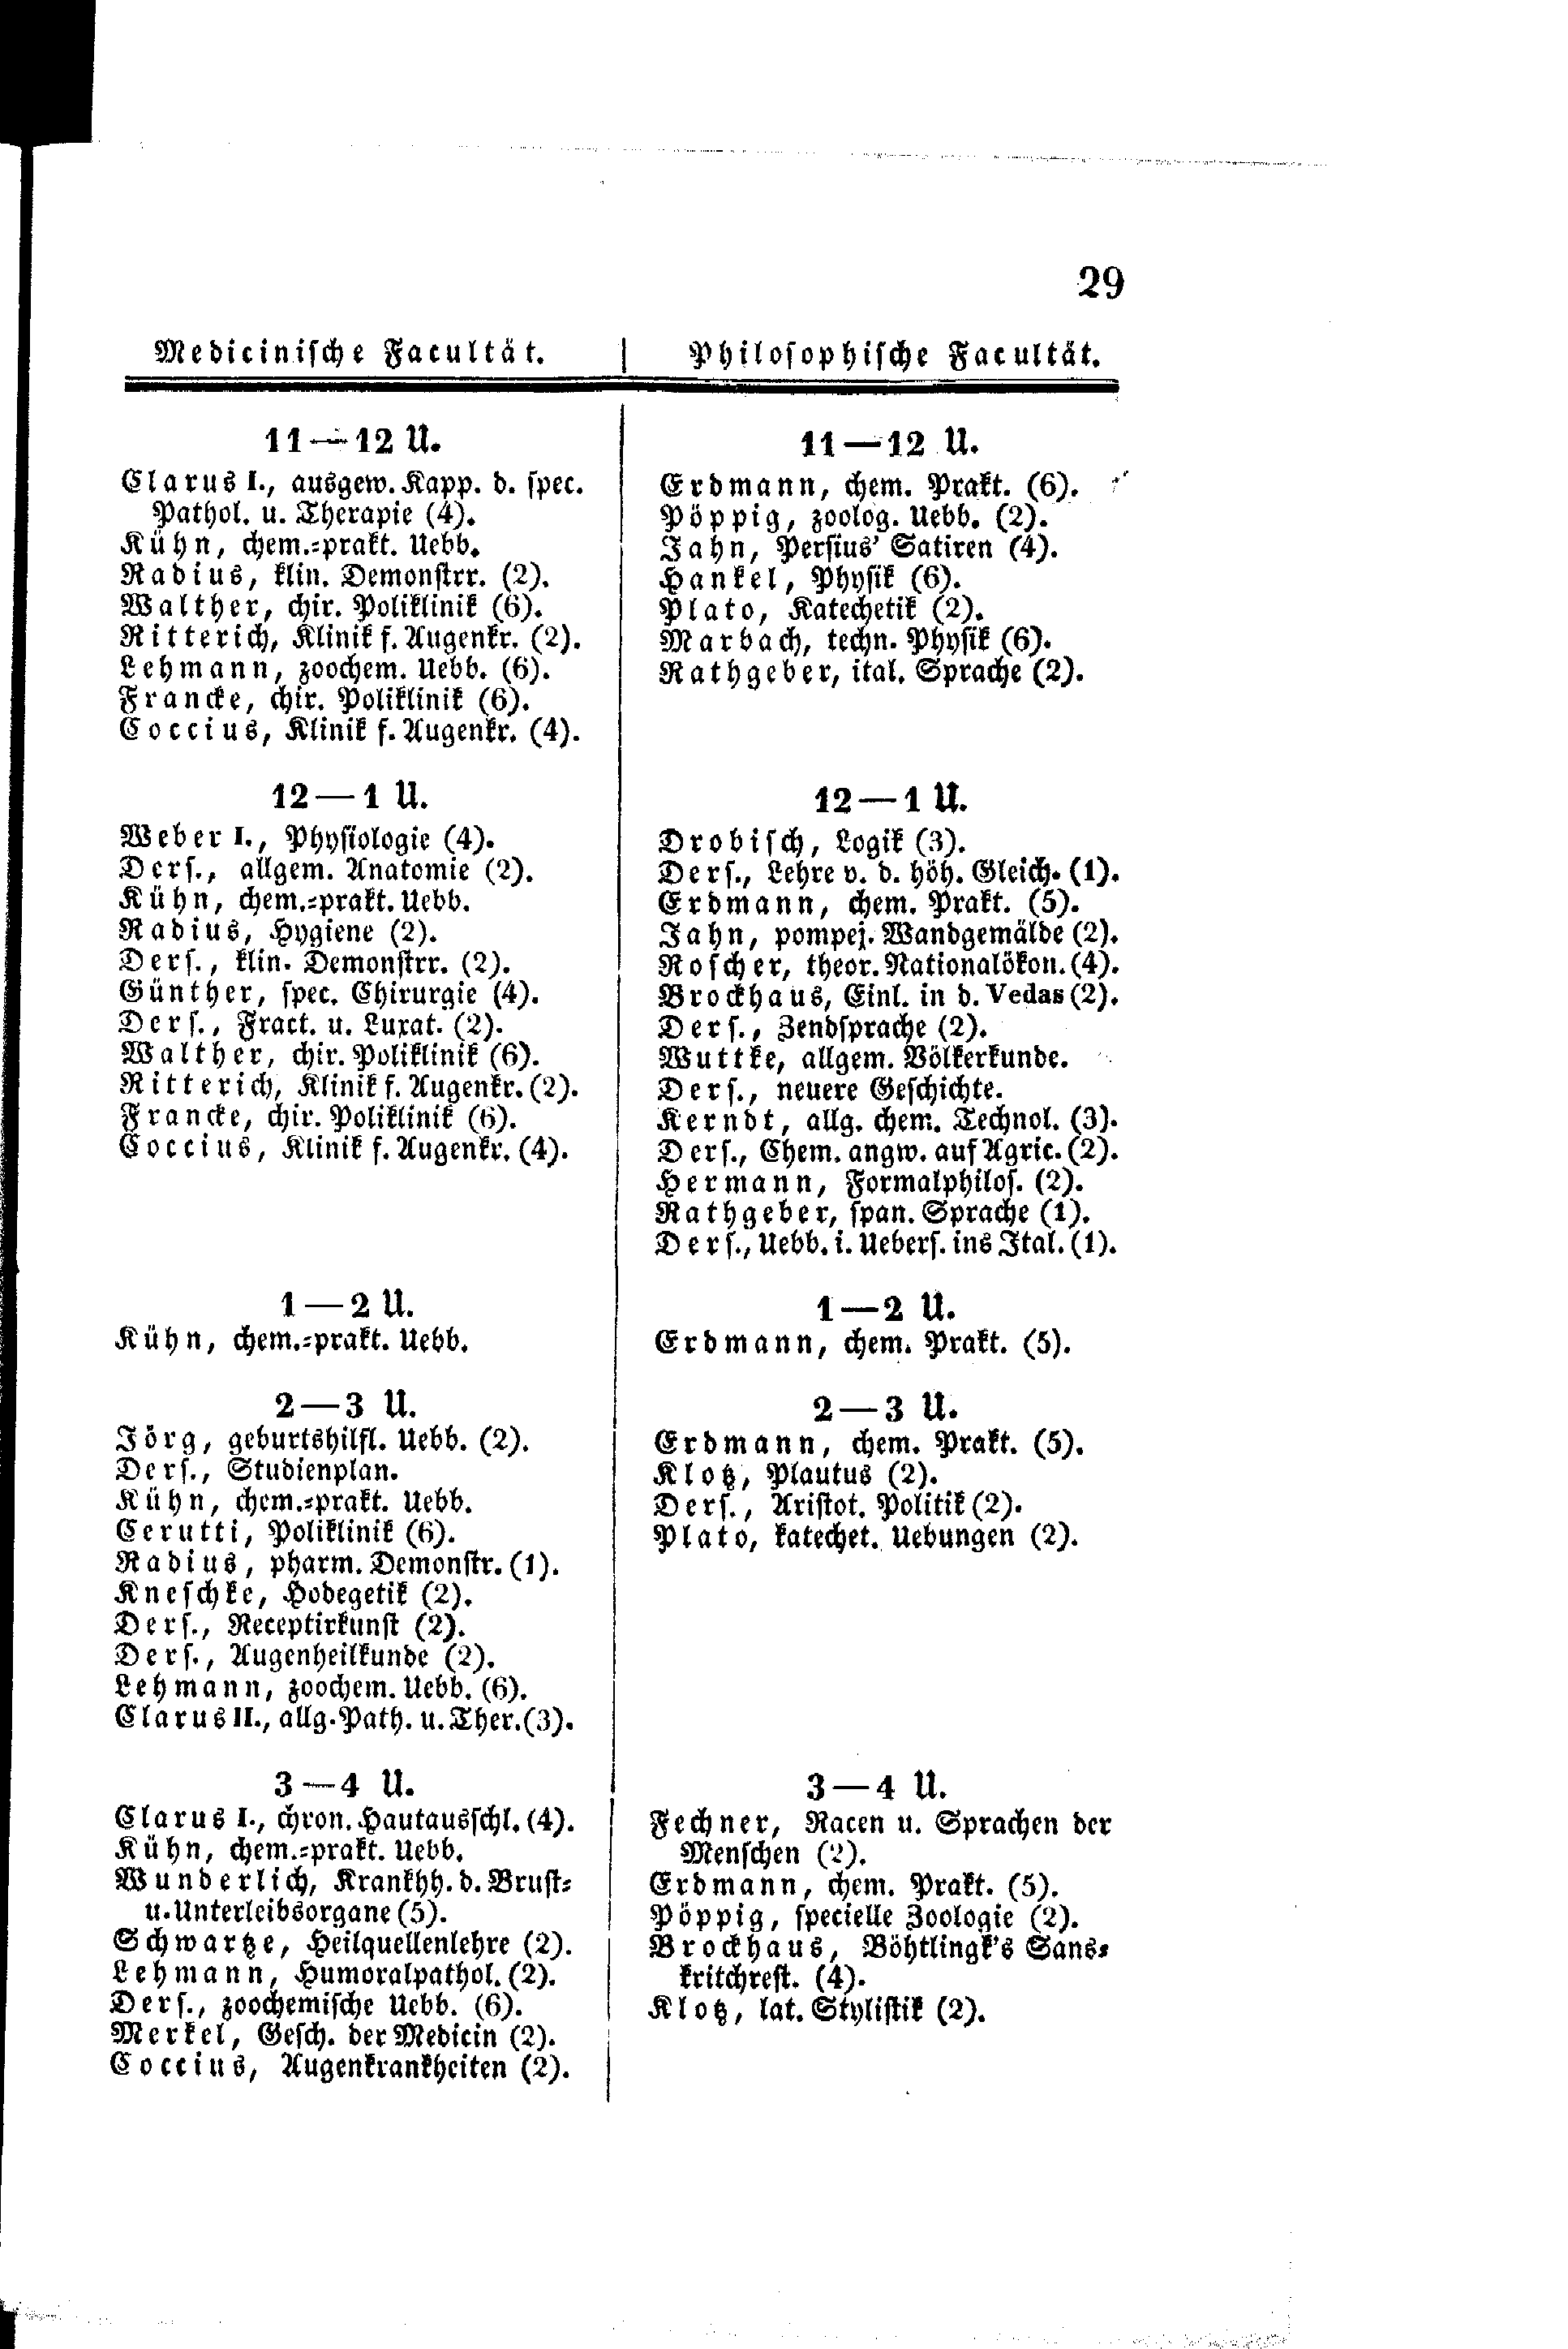 29
Medicinische Facultät.
11—12 U.
Clarus I., ausgew. Kapp. d. spec.
Pathol. u. Therapie (4).
Kühn, chem.-prakt. Uebb.
Radius, klin. Demonstrr. (2).
Walther, chir. Poliklinik (6).
Ritterich, Klinik f. Augenkr. (2).
Lehmann, zoochem. Uebb. (6).
Francke, chir. Poliklinik (6).
Coccius, Klinik f. Augenkr. (4).
12—1 U.
Weber I., Physiologie (4).
Ders., allgem. Anatomie (2).
Kühn, chem.-prakt. Uebb.
Radius, Hygiene (2).
Ders., klin. Demonstrr. (2).
Günther, spec. Chirurgie (4).
Ders., Fract. u. Luxat. (2).
Walther, chir. Poliklinik (6).
Ritterich, Klinik f. Augenkr. (2).
Francke, chir. Poliklinik (6).
Coccius, Klinik f. Augenkr. (4).
1—2 U.
Kühn, chem.-prakt. Uebb.
2—3 U.
Jörg, geburtshilfl. Uebb. (2).
Ders., Studienplan.
Kühn, chem.-prakt. Uebb.
Cerutti, Poliklinik (6).
Radius, pharm. Demonstr. (1).
Kneschke, Hodegetik (2).
Ders., Receptirkunst (2).
Ders., Augenheilkunde (2).
Lehmann, zoochem. Uebb. (6).
Clarus II., allg. Path. u. Ther. (3).
3—4 U.
Clarus I., chron. Hautausschl. (4).
Kühn, chem.-prakt. Uebb.
Wunderlich, Krankhh. d. Brust-
u. Unterleibsorgane (5).
Schwartze, Heilquellenlehre (2).
Lehmann, Humoralpathol. (2).
Ders., zoochemische Uebb. (6).
Merkel, Gesch. der Medicin (2).
Coccius, Augenkrankheiten (2).
Philosophische Facultät.
11—12 U.
Erdmann, chem. Prakt. (6).
Pöppig, zoolog. Uebb. (2).
Jahn, Persius' Satiren (4).
Hankel, Physik (6).
Plato, Katechetik (2).
Marbach, techn. Physik (6).
Rathgeber, ital. Sprache (2).
12—1 U.
Drobisch, Logik (3).
Ders., Lehre v. d. höh. Gleich. (1).
Erdmann, chem. Prakt. (5).
Jahn, pompej. Wandgemälde (2).
Roscher, theor. Nationalökon. (4).
Brockhaus, Einl. in d. Vedas (2).
Ders., Zendsprache (2).
Wuttke, allgem. Völkerkunde.
Ders., neuere Geschichte.
Kerndt, allg. chem. Technol. (3).
Ders., Chem. angw. auf Agric. (2).
Hermann, Formalphilos. (2).
Rathgeber, span. Sprache (1).
Ders., Uebb. i. Uebers. ins Ital. (1).
1—2 U.
Erdmann, chem. Prakt. (5).
2—3 U.
Erdmann, chem. Prakt. (5).
Klotz, Plautus (2).
Ders., Aristot. Politik (2).
Plato, katechet. Uebungen (2).
3—4 U.
Fechner, Racen u. Sprachen der
Menschen (2).
Erdmann, chem. Prakt. (5).
Pöppig, specielle Zoologie (2).
Brockhaus, Böhtlingk's Sans-
kritchrest. (4).
Klotz, lat. Stylistik (2).